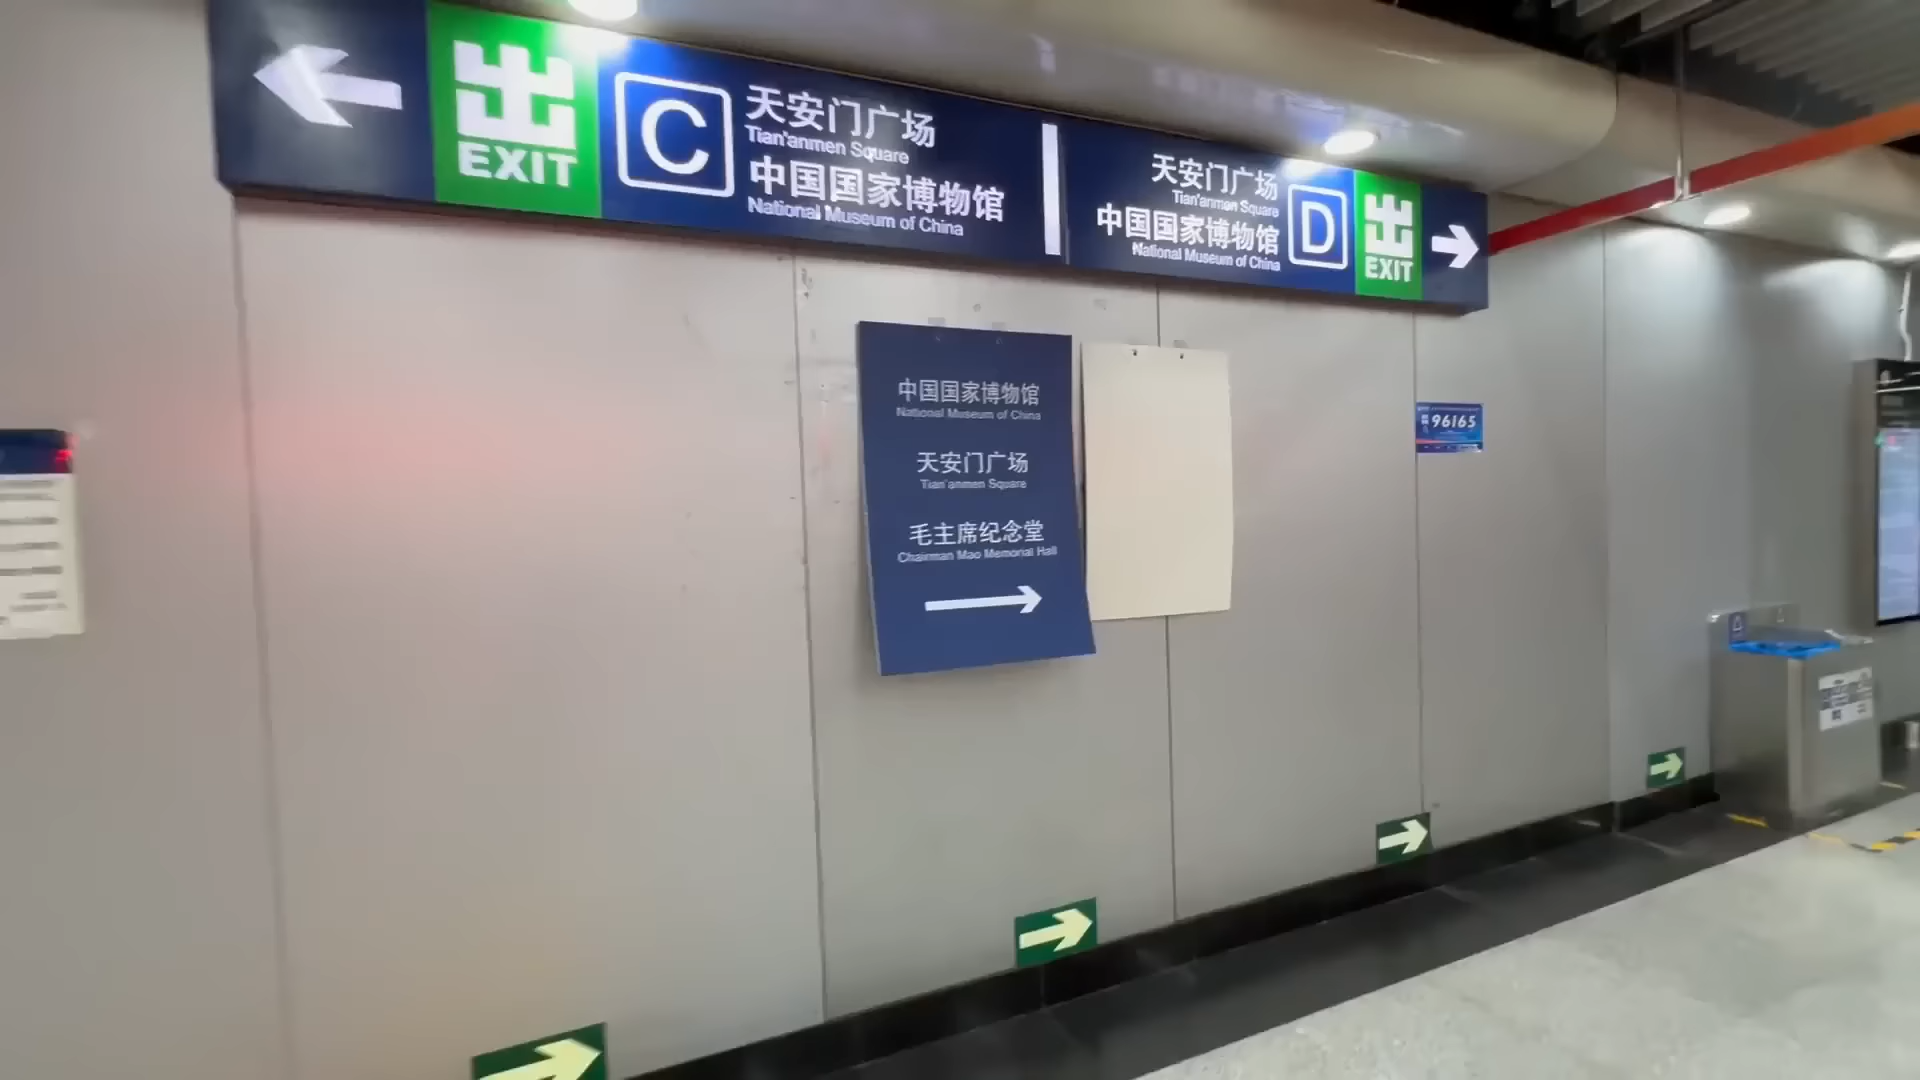 出
EXIT
C
天安门广场
Tian'anmen Square
中国国家博物馆
National Museum of China
天安门广场
Tian'anmen Square
中国国家博物馆
National Museum of China
D
出
EXIT
中国国家博物馆
National Museum of China
天安门广场
Tian'anmen Square
毛主席纪念堂
Chairman Mao Memorial Hall
96165